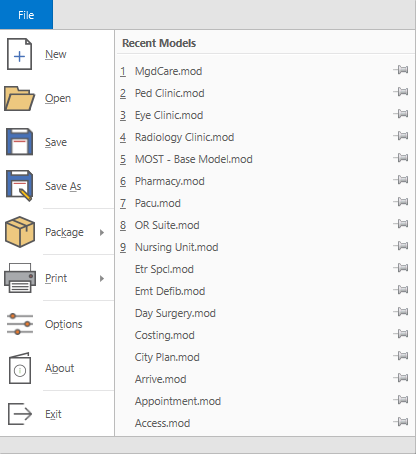 File
New
Open
Save
Save As
Package
Print
Options
About
Exit
Recent Models
1 MgdCare.mod
2 Ped Clinic.mod
3 Eye Clinic.mod
4 Radiology Clinic.mod
5 MOST - Base Model.mod
6 Pharmacy.mod
7 Pacu.mod
8 OR Suite.mod
9 Nursing Unit.mod
Etr Spcl.mod
Emt Defib.mod
Day Surgery.mod
Costing.mod
City Plan.mod
Arrive.mod
Appointment.mod
Access.mod